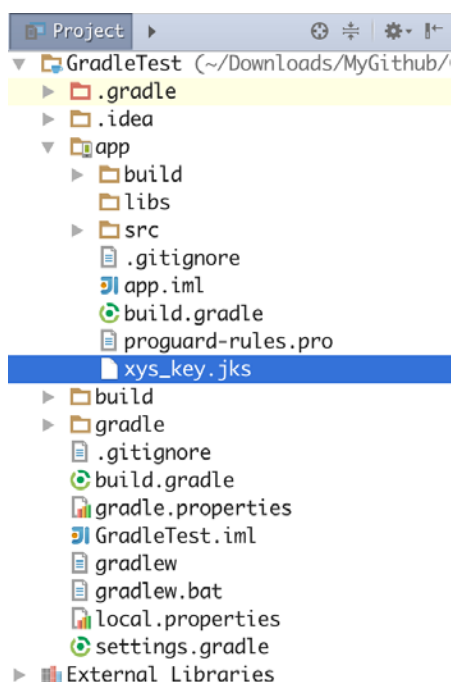 Project
GradleTest (~/Downloads/MyGithub/
.gradle
.idea
app
build
libs
src
.gitignore
app.iml
build.gradle
proguard-rules.pro
xys_key.jks
build
gradle
.gitignore
build.gradle
gradle.properties
GradleTest.iml
gradlew
gradlew.bat
local.properties
settings.gradle
External Libraries